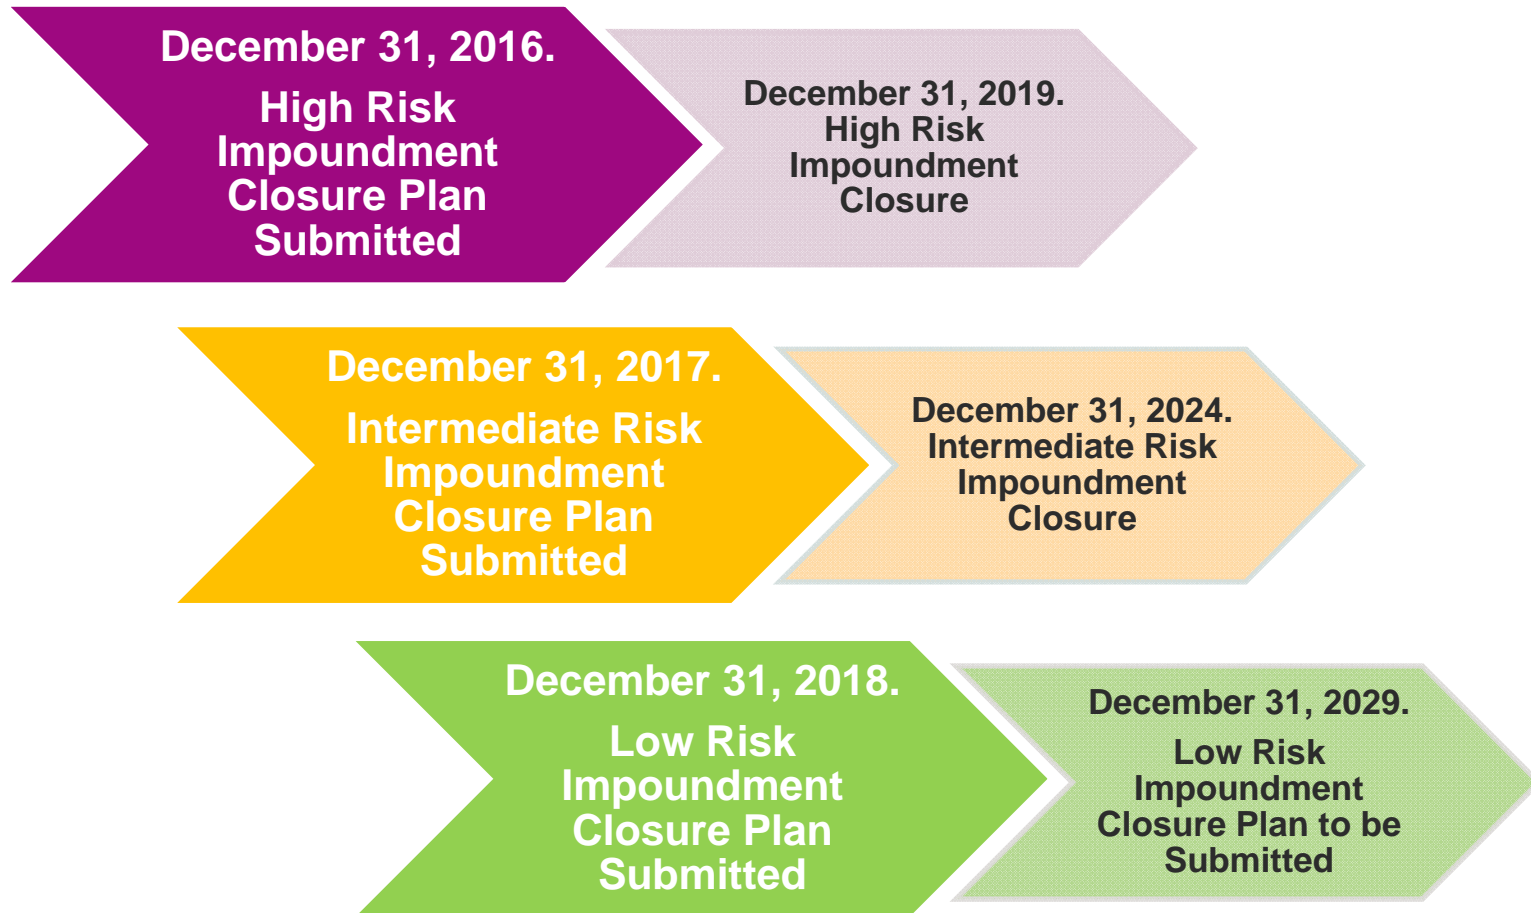 December 31, 2016.
High Risk
Impoundment
Closure Plan
Submitted
December 31, 2019.
High Risk
Impoundment
Closure
December 31, 2017.
Intermediate Risk
Impoundment
Closure Plan
Submitted
December 31, 2024.
Intermediate Risk
Impoundment
Closure
December 31, 2018.
Low Risk
Impoundment
Closure Plan
Submitted
December 31, 2029.
Low Risk
Impoundment
Closure Plan to be
Submitted